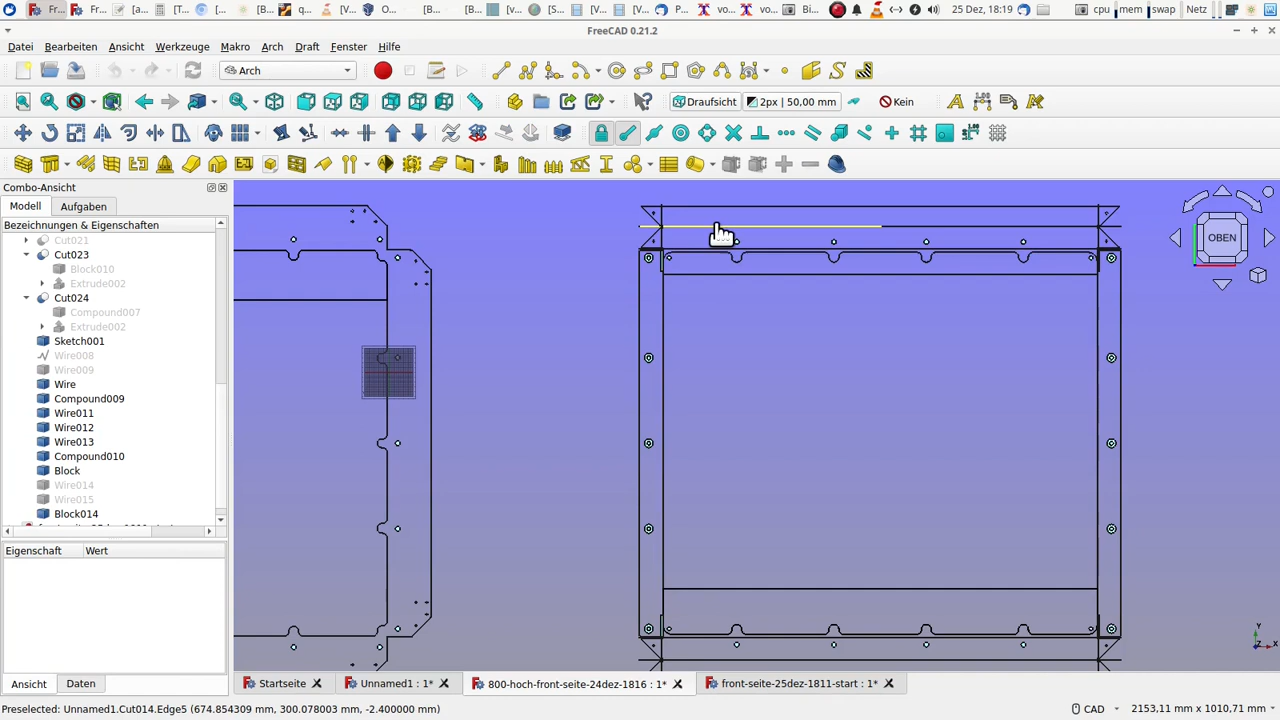 Fr... Fr... [a... [T... [B... q... [B... [v... O... [B... [v... [S... [V... [V... [V... P... vo... vo... Bi... 25 Dez, 18:19 cpu mem swap Netz
FreeCAD 0.21.2
Datei Bearbeiten Ansicht Werkzeuge Makro Arch Draft Fenster Hilfe
Arch
Draufsicht 2px | 50,00 mm Kein
Combo-Ansicht
Modell Aufgaben
Bezeichnungen & Eigenschaften
Cut021
Cut023
Block010
Extrude002
Cut024
Compound007
Extrude002
Sketch001
Wire008
Wire009
Wire
Compound009
Wire011
Wire012
Wire013
Compound010
Block
Wire014
Wire015
Block014
Eigenschaft Wert
OBEN
Y
Z X
Ansicht Daten
Startseite Unnamed1 : 1* 800-hoch-front-seite-24dez-1816 : 1* front-seite-25dez-1811-start : 1*
Preselected: Unnamed1.Cut014.Edge5 (674.854309 mm, 300.078003 mm, -2.400000 mm) CAD 2153,11 mm x 1010,71 mm